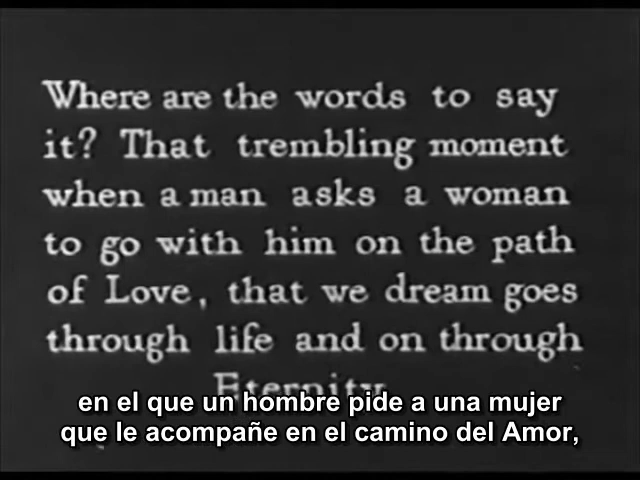 Where are the words to say
it? That trembling moment
when a man asks a woman
to go with him on the path
of Love, that we dream goes
through life and on through
Eternity
en el que un hombre pide a una mujer
que le acompañe en el camino del Amor,